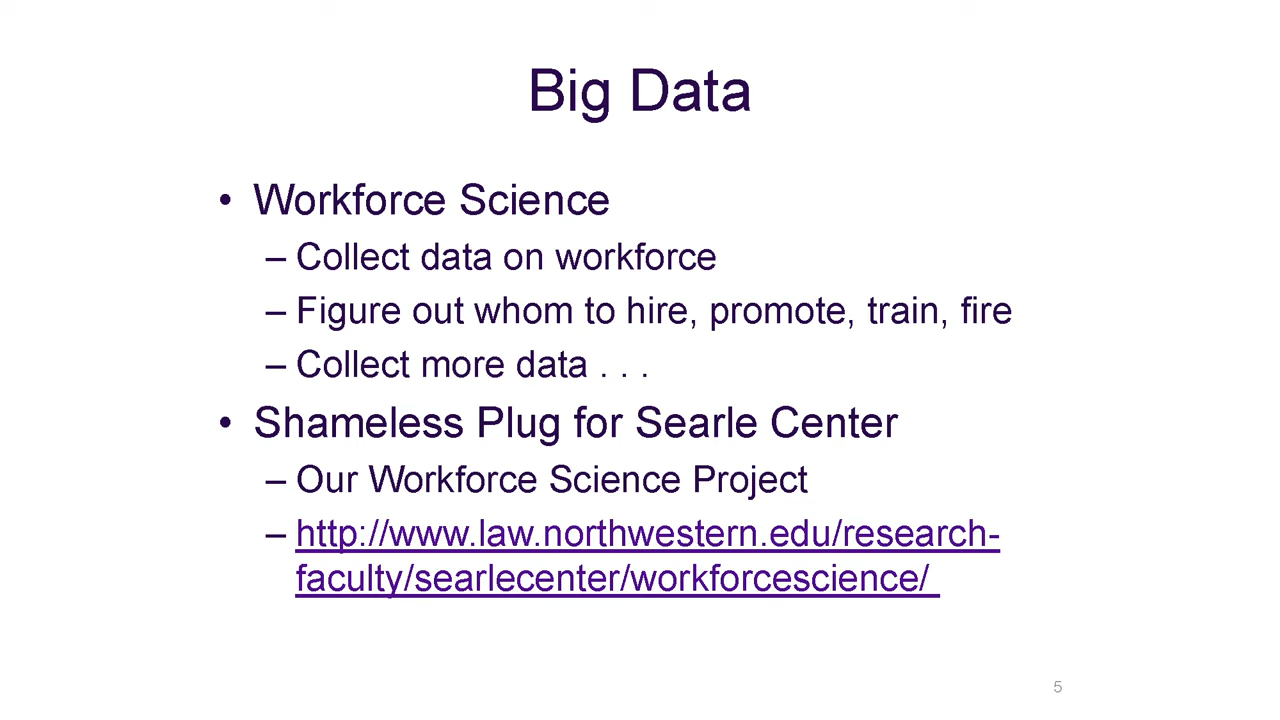 Big Data
• Workforce Science
– Collect data on workforce
– Figure out whom to hire, promote, train, fire
– Collect more data . . .
• Shameless Plug for Searle Center
– Our Workforce Science Project
– http://www.law.northwestern.edu/research-
faculty/searlecenter/workforcescience/
5